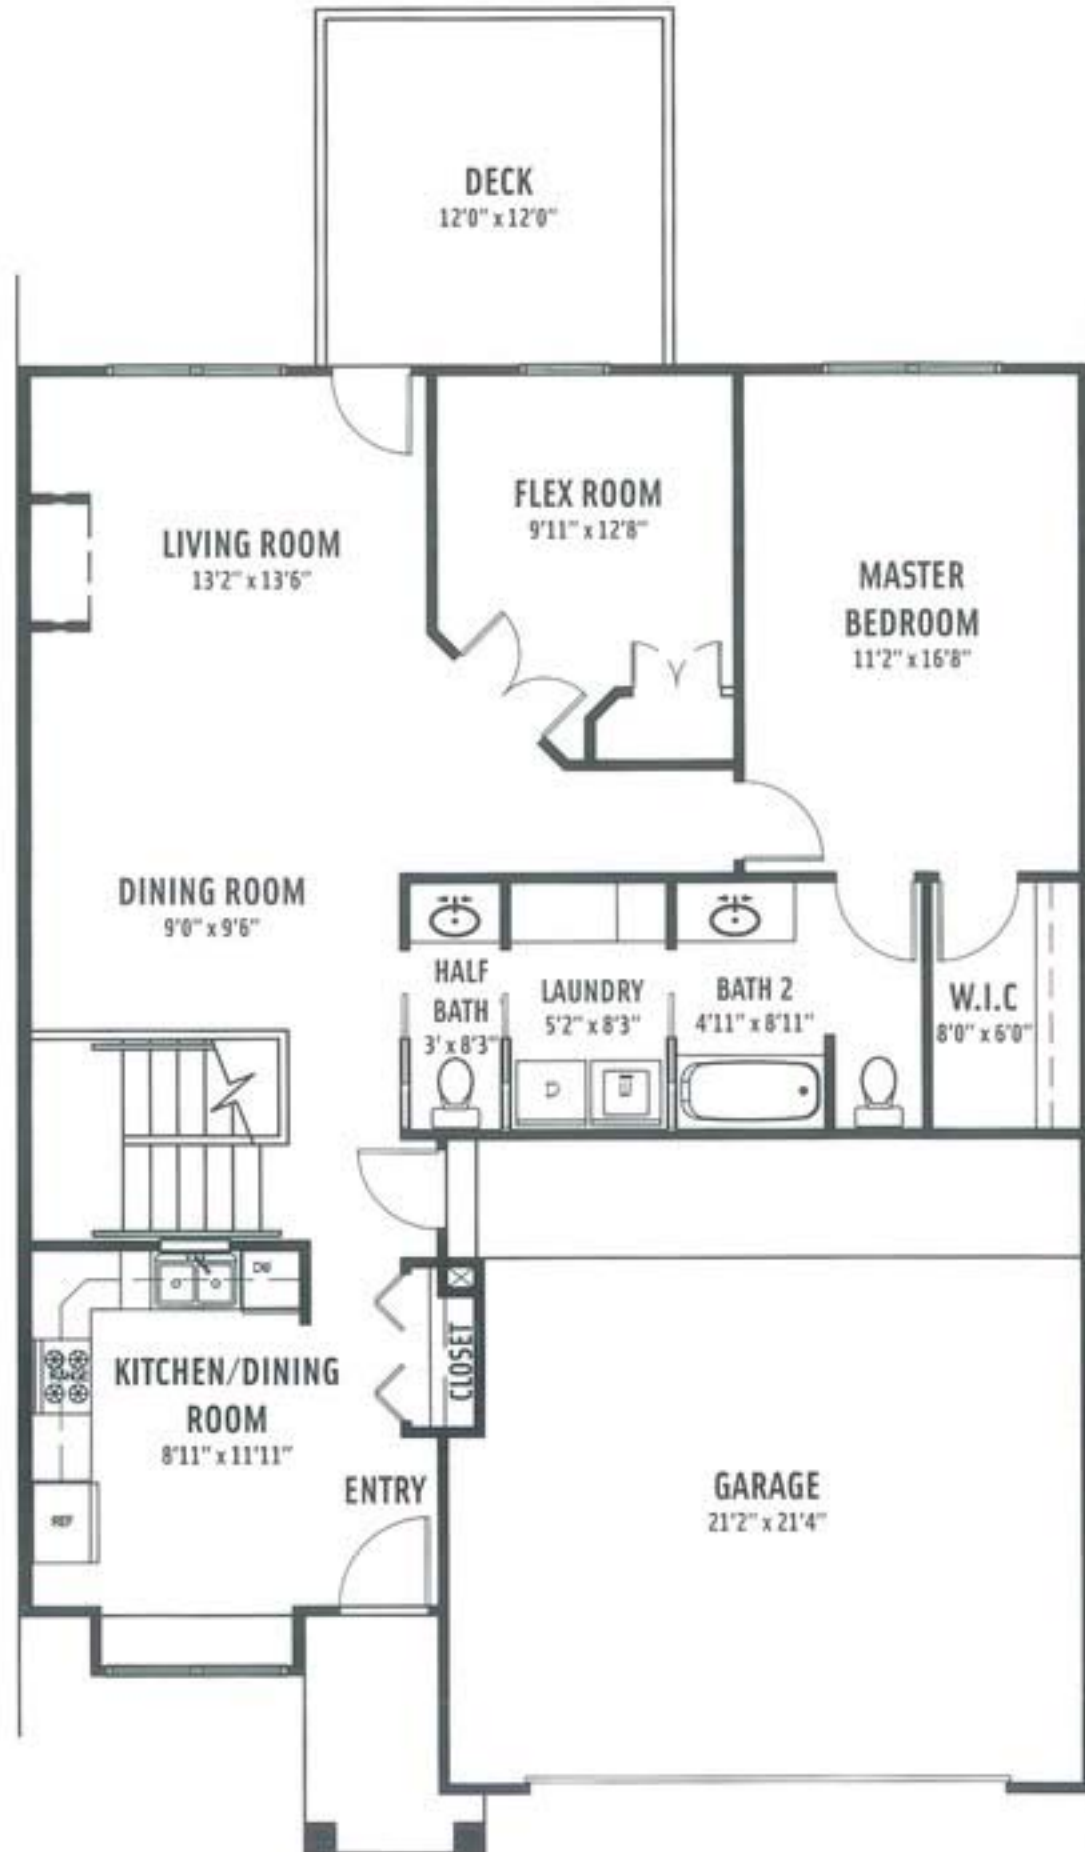 DECK
12'0" x 12'0"
FLEX ROOM
9'11" x 12'8"
LIVING ROOM
13'2" x 13'6"
MASTER
BEDROOM
11'2" x 16'8"
DINING ROOM
9'0" x 9'6"
HALF
BATH
3' x 8'3"
LAUNDRY
5'2" x 8'3"
BATH 2
4'11" x 8'11"
W.I.C
8'0" x 6'0"
D
DW
CLOSET
KITCHEN/DINING
ROOM
8'11" x 11'11"
REF
ENTRY
GARAGE
21'2" x 21'4"